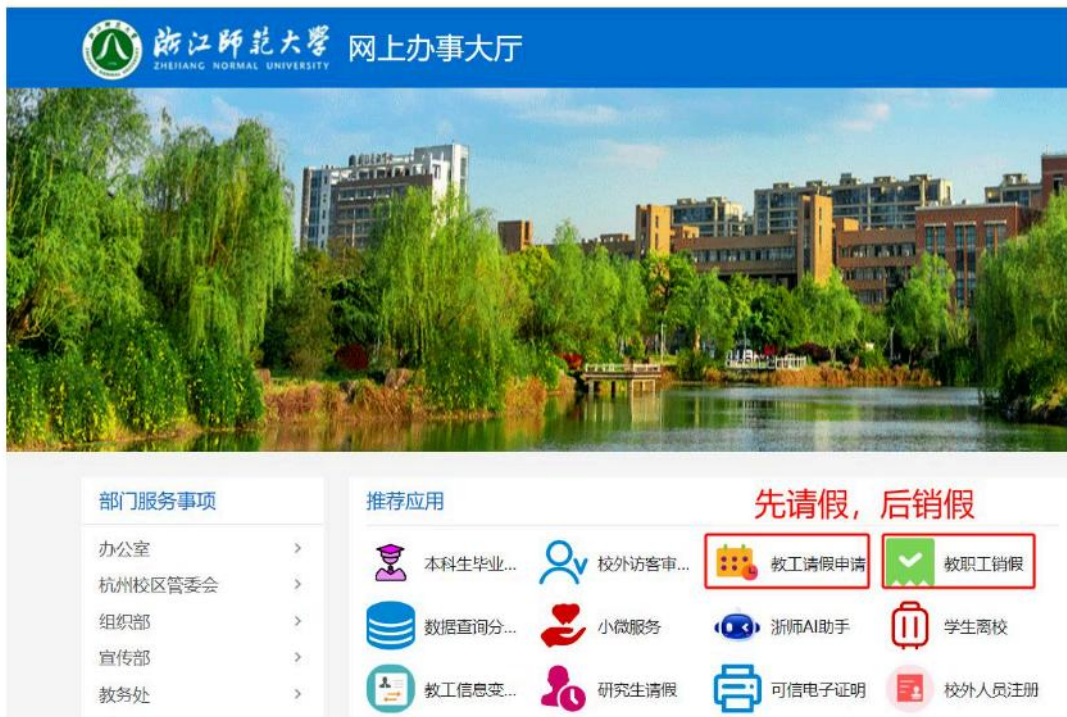 浙江師範大學 网上办事大厅
ZHEJIANG NORMAL UNIVERSITY
部门服务事项
办公室
杭州校区管委会
组织部
宣传部
教务处
推荐应用
先请假，后销假
本科生毕业... 校外访客审... 教工请假申请 教职工销假
数据查询分... 小微服务 浙师AI助手 学生离校
教工信息变... 研究生请假 可信电子证明 校外人员注册